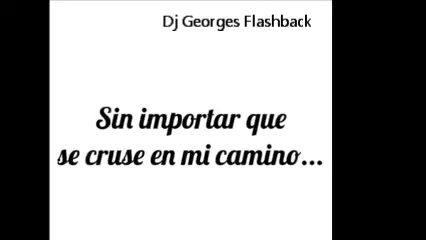 Dj Georges Flashback
Sin importar que
se cruse en mi camino...